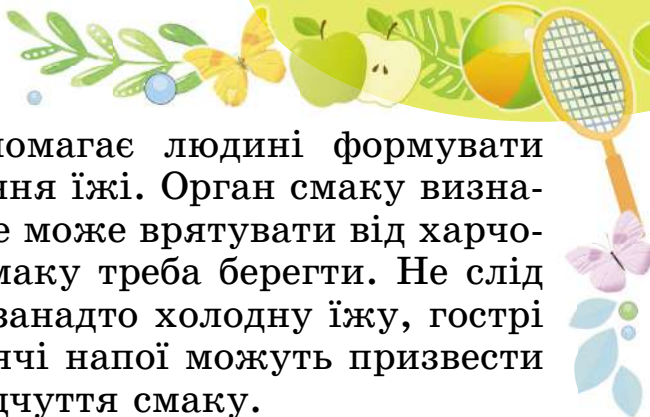 помагає людині формувати
ння їжі. Орган смаку визна-
е може врятувати від харчо-
маку треба берегти. Не слід
занадто холодну їжу, гострі
ячі напої можуть призвести
дчуття смаку.